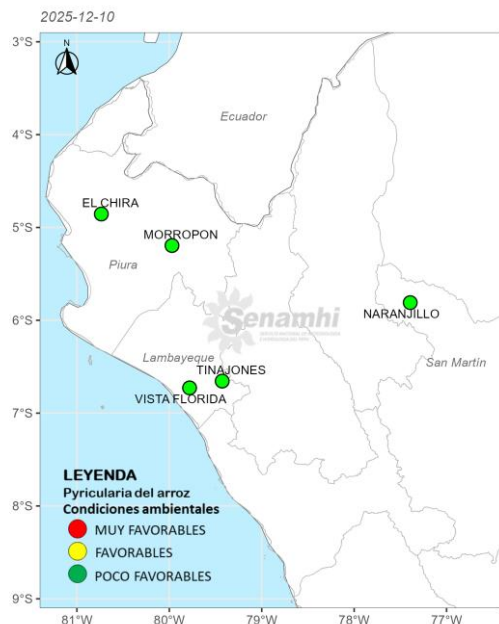 2025-12-10
3°S
N
4°S
Ecuador
EL CHIRA
5°S
MORROPON
Piura
NARANJILLO
6°S
Senamhi
Lambayeque
TINAJONES
San Martín
VISTA FLORIDA
7°S
LEYENDA
Pyricularia del arroz
Condiciones ambientales
8°S
MUY FAVORABLES
FAVORABLES
POCO FAVORABLES
9°S
81°W
80°W
79°W
78°W
77°W